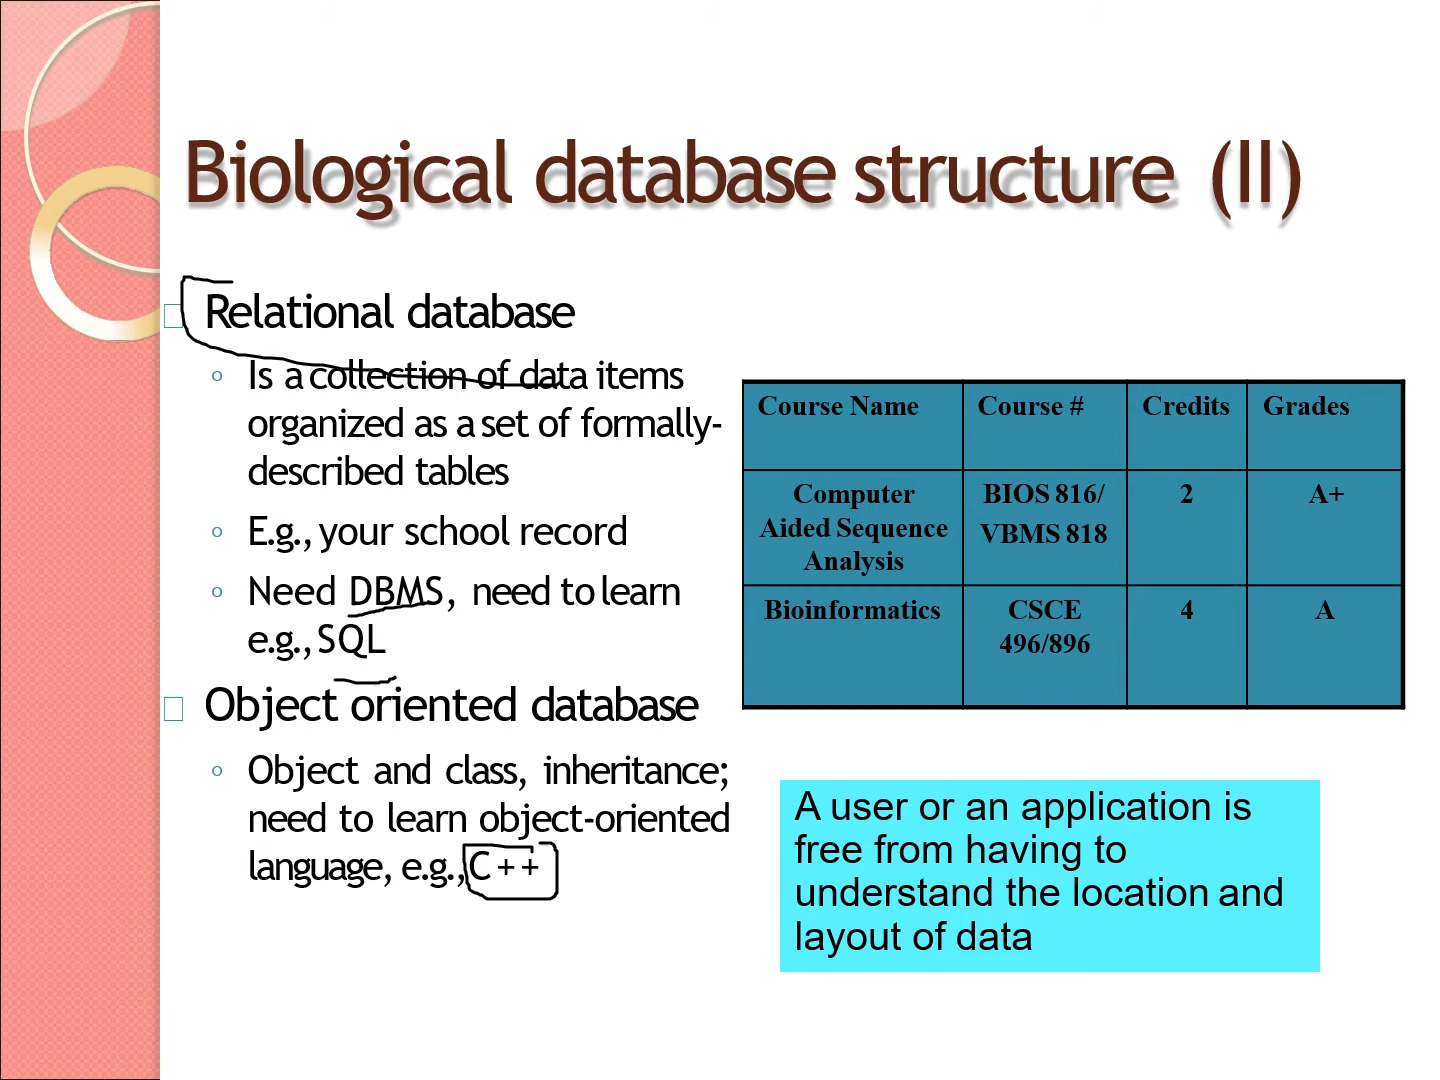 Biological database structure (II)
Relational database
Is a collection of data items
organized as a set of formally-
described tables
E.g., your school record
Need DBMS, need to learn
e.g., SQL
Object oriented database
Object and class, inheritance;
need to learn object-oriented
language, e.g., C++
Course Name Course # Credits Grades
Computer
Aided Sequence
Analysis
BIOS 816/
VBMS 818
2
A+
Bioinformatics
CSCE
496/896
4
A
A user or an application is
free from having to
understand the location and
layout of data